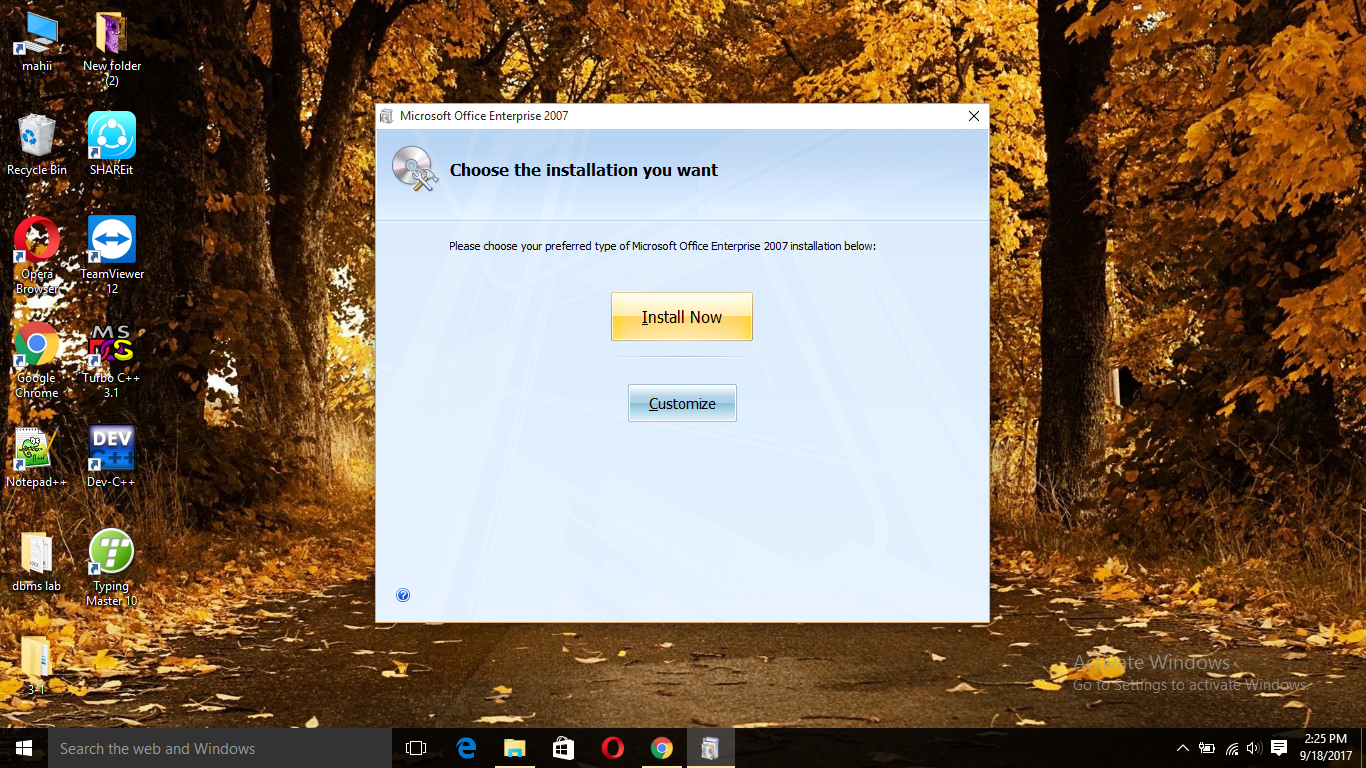 mahii
New folder
(2)
Recycle Bin
SHAREit
Opera
Browser
TeamViewer
12
Google
Chrome
MS
Turbo C++
3.1
Notepad++
DEV
C++
Dev-C++
dbms lab
T
Typing
Master 10
3-1
Microsoft Office Enterprise 2007
Choose the installation you want
Please choose your preferred type of Microsoft Office Enterprise 2007 installation below:
Install Now
Customize
?
Activate Windows
Go to Settings to activate Windows.
Search the web and Windows
2:25 PM
9/18/2017